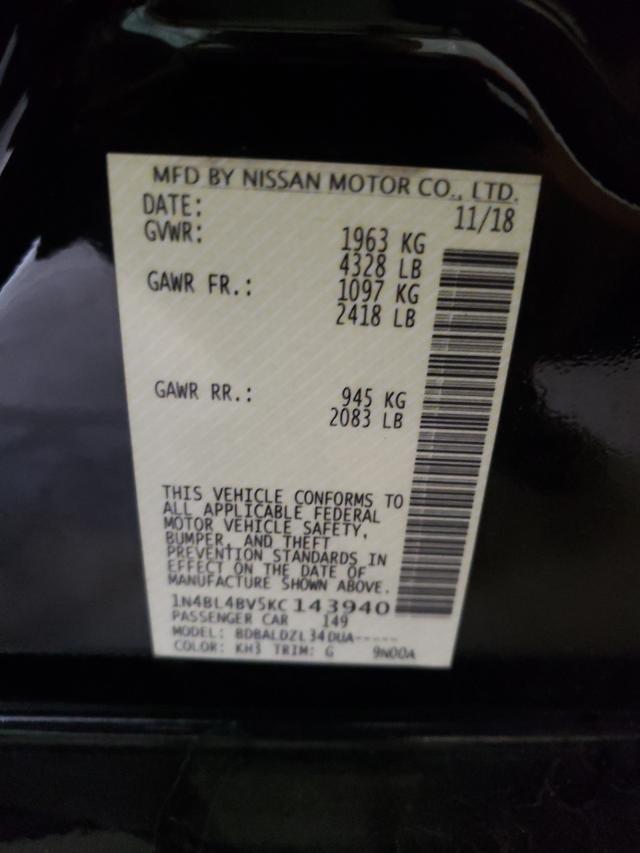 MFD BY NISSAN MOTOR CO., LTD.
DATE: 11/18
GVWR: 1963 KG
4328 LB
GAWR FR.: 1097 KG
2418 LB
GAWR RR.: 945 KG
2083 LB
THIS VEHICLE CONFORMS TO
ALL APPLICABLE FEDERAL
MOTOR VEHICLE SAFETY,
BUMPER, AND THEFT
PREVENTION STANDARDS IN
EFFECT ON THE DATE OF
MANUFACTURE SHOWN ABOVE.
1N4BL4BV5KC143940
PASSENGER CAR 149
MODEL: BDBALDZL34DUA-----
COLOR: KH3 TRIM: G 9N00A